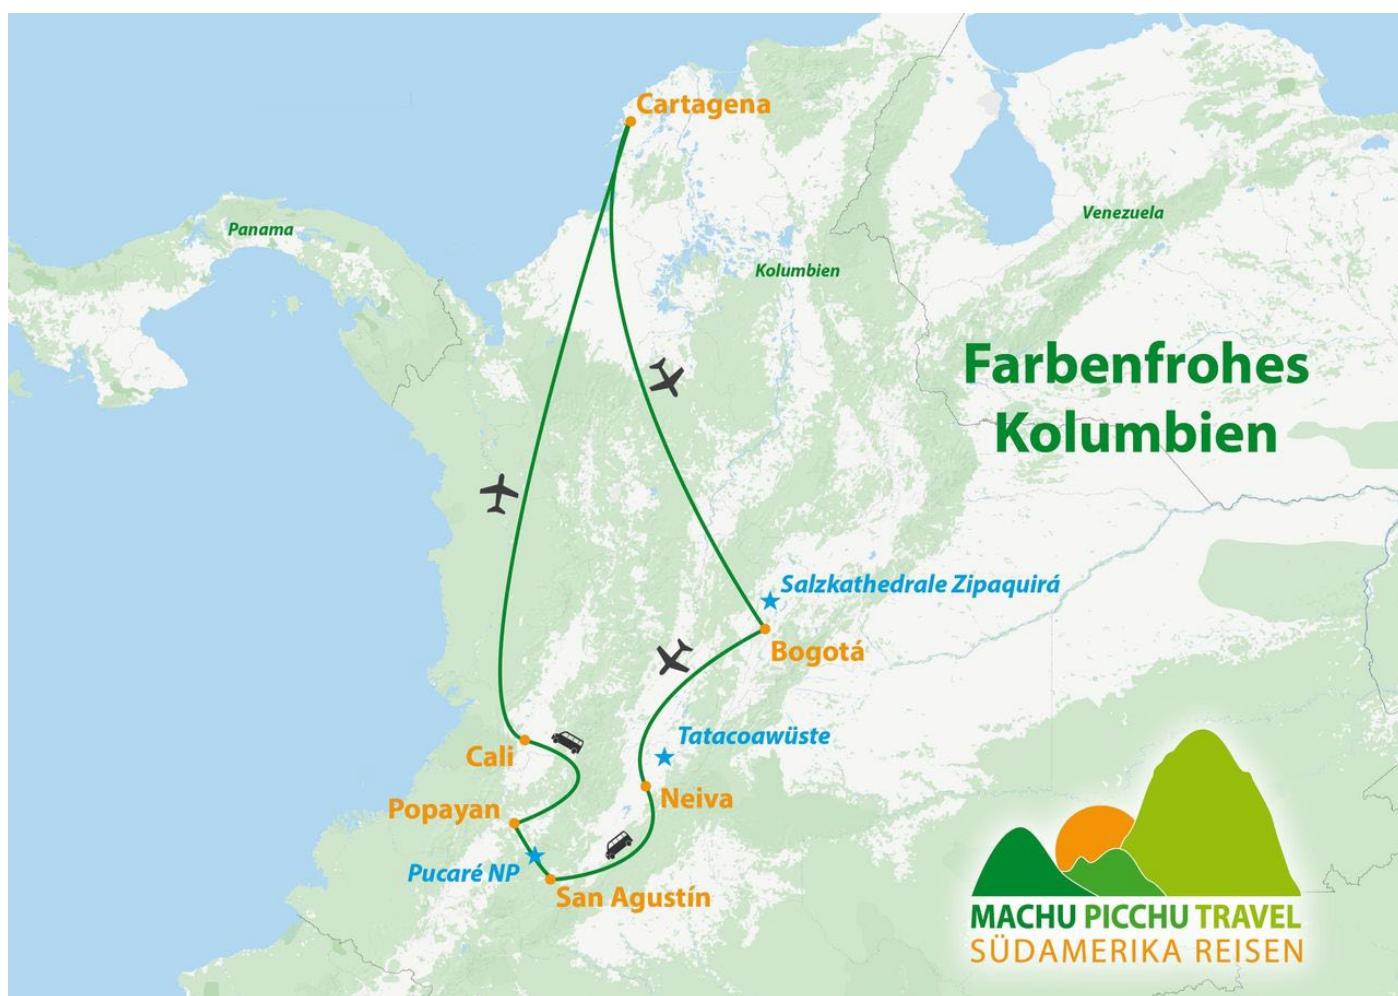 Cartagena
Panama
Venezuela
Kolumbien
Farbenfrohes
Kolumbien
Salzkathedrale Zipaquirá
Bogotá
Tatacoawüste
Cali
Neiva
Popayan
Pucaré NP
San Agustín
MACHU PICCHU TRAVEL
SÜDAMERIKA REISEN